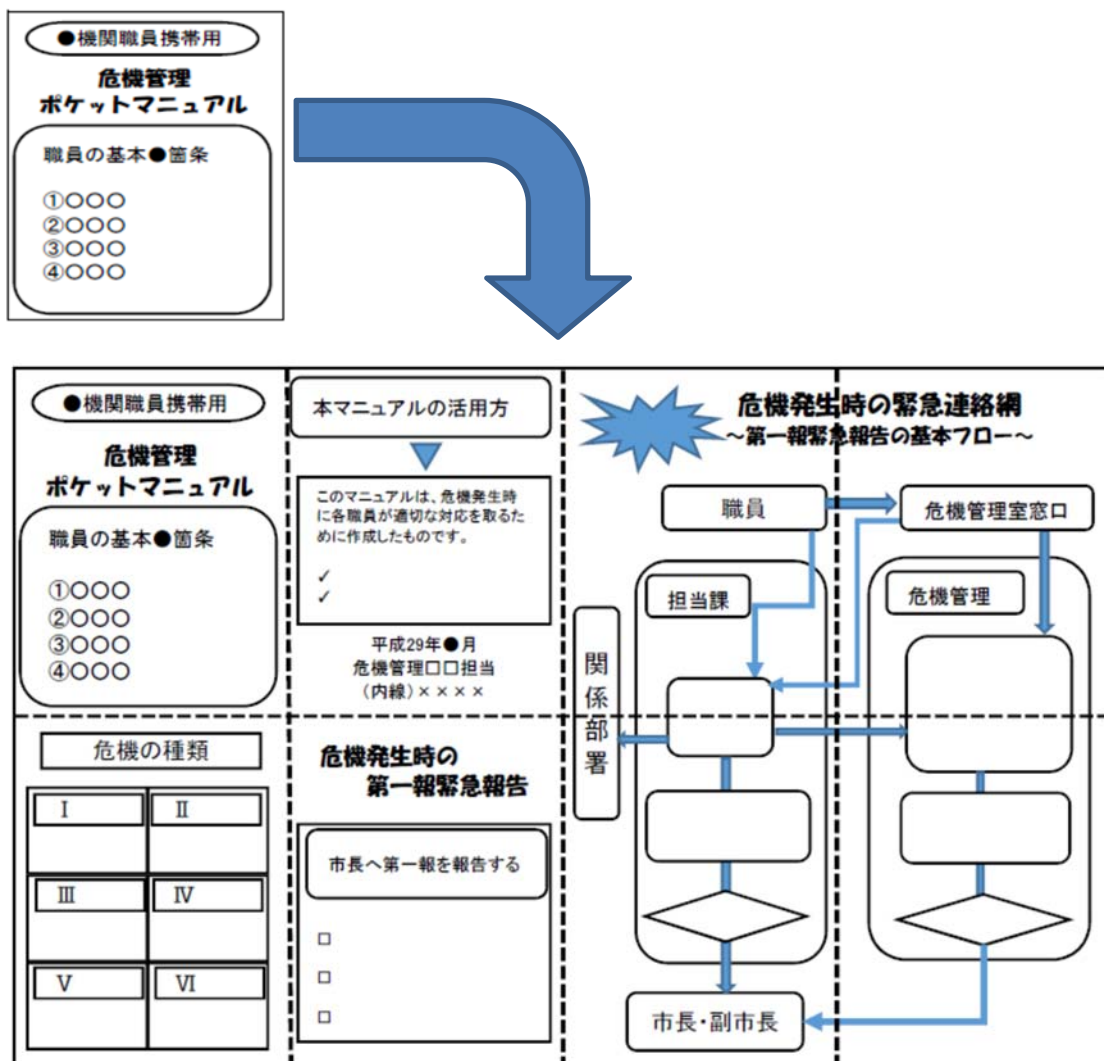 ●機関職員携帯用
危機管理
ポケットマニュアル
職員の基本●箇条
①〇〇〇
②〇〇〇
③〇〇〇
④〇〇〇
●機関職員携帯用
危機管理
ポケットマニュアル
職員の基本●箇条
①〇〇〇
②〇〇〇
③〇〇〇
④〇〇〇
本マニュアルの活用方
このマニュアルは、危機発生時
に各職員が適切な対応を取るた
めに作成したものです。
✓
✓
平成29年●月
危機管理□□担当
(内線)××××
危機発生時の緊急連絡網
~第一報緊急報告の基本フロー~
職員
危機管理室窓口
担当課
危機管理
関係部署
市長・副市長
危機の種類
Ⅰ
Ⅱ
Ⅲ
Ⅳ
Ⅴ
Ⅵ
危機発生時の
第一報緊急報告
市長へ第一報を報告する
□
□
□